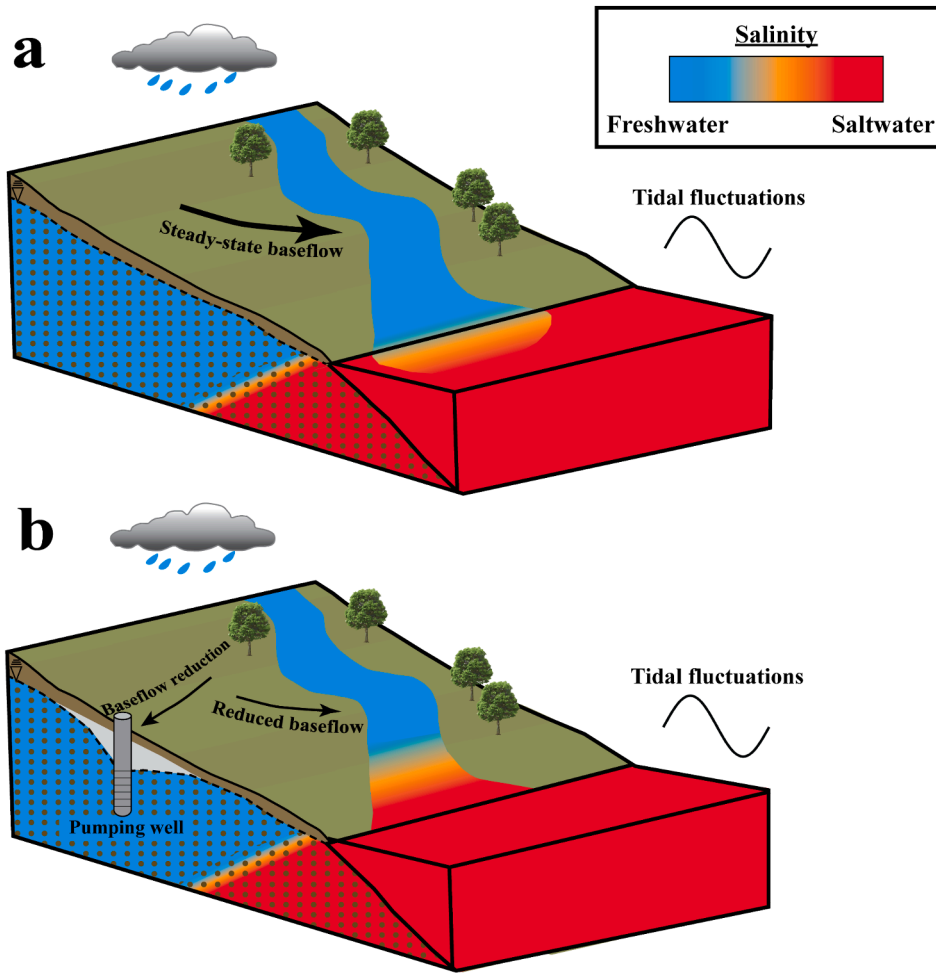 a
Salinity
Freshwater Saltwater
Tidal fluctuations
Steady-state baseflow
b
Tidal fluctuations
Baseflow reduction
Reduced baseflow
Pumping well